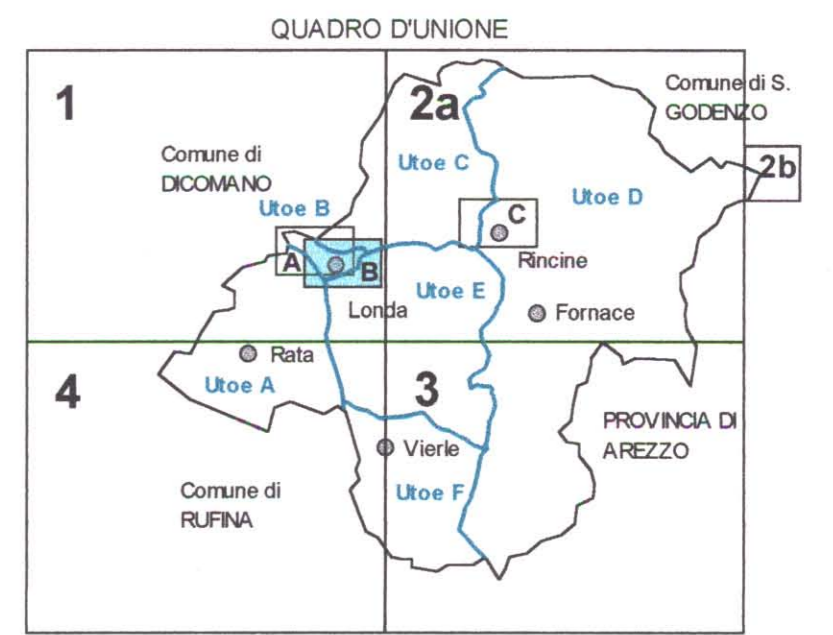 QUADRO D'UNIONE
1
2a
Comune di S.
GODENZO
Comune di
DICOMANO
Utoe C
2b
Utoe B
Utoe D
C
A
B
Rincine
Utoe E
Londa
Fornace
Rata
Utoe A
4
3
PROVINCIA DI
AREZZO
Vierle
Comune di
RUFINA
Utoe F